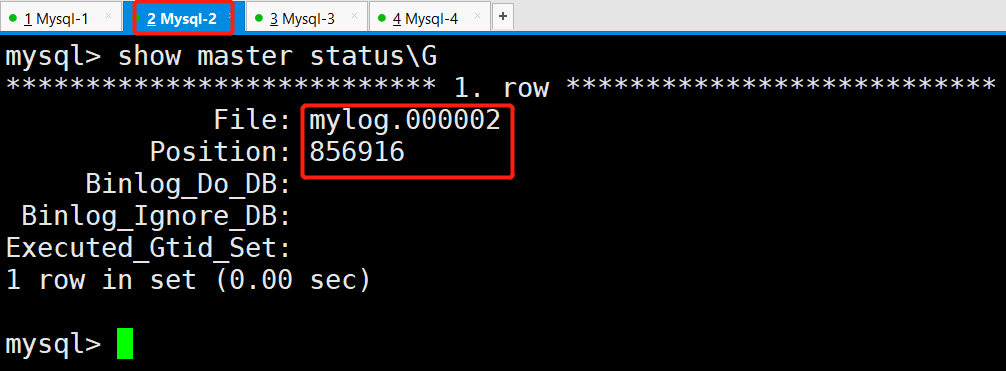 1 Mysql-1 × 2 Mysql-2 × 3 Mysql-3 × 4 Mysql-4 × +
mysql> show master status\G
*************************** 1. row ***************************
File: mylog.000002
Position: 856916
Binlog_Do_DB:
Binlog_Ignore_DB:
Executed_Gtid_Set:
1 row in set (0.00 sec)
mysql>